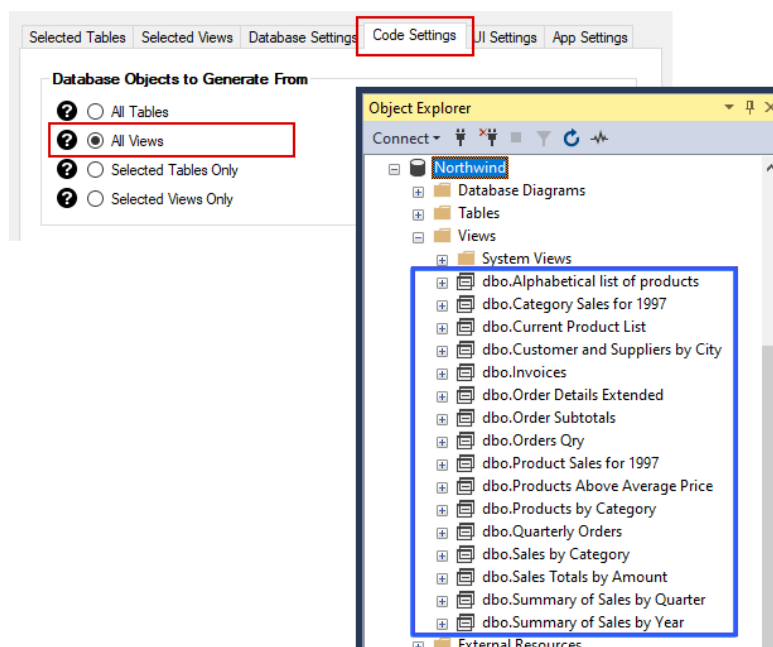 Selected Tables Selected Views Database Settings Code Settings UI Settings App Settings
Database Objects to Generate From
All Tables
All Views
Selected Tables Only
Selected Views Only
Object Explorer
Connect
Northwind
Database Diagrams
Tables
Views
System Views
dbo.Alphabetical list of products
dbo.Category Sales for 1997
dbo.Current Product List
dbo.Customer and Suppliers by City
dbo.Invoices
dbo.Order Details Extended
dbo.Order Subtotals
dbo.Orders Qry
dbo.Product Sales for 1997
dbo.Products Above Average Price
dbo.Products by Category
dbo.Quarterly Orders
dbo.Sales by Category
dbo.Sales Totals by Amount
dbo.Summary of Sales by Quarter
dbo.Summary of Sales by Year
External Resources